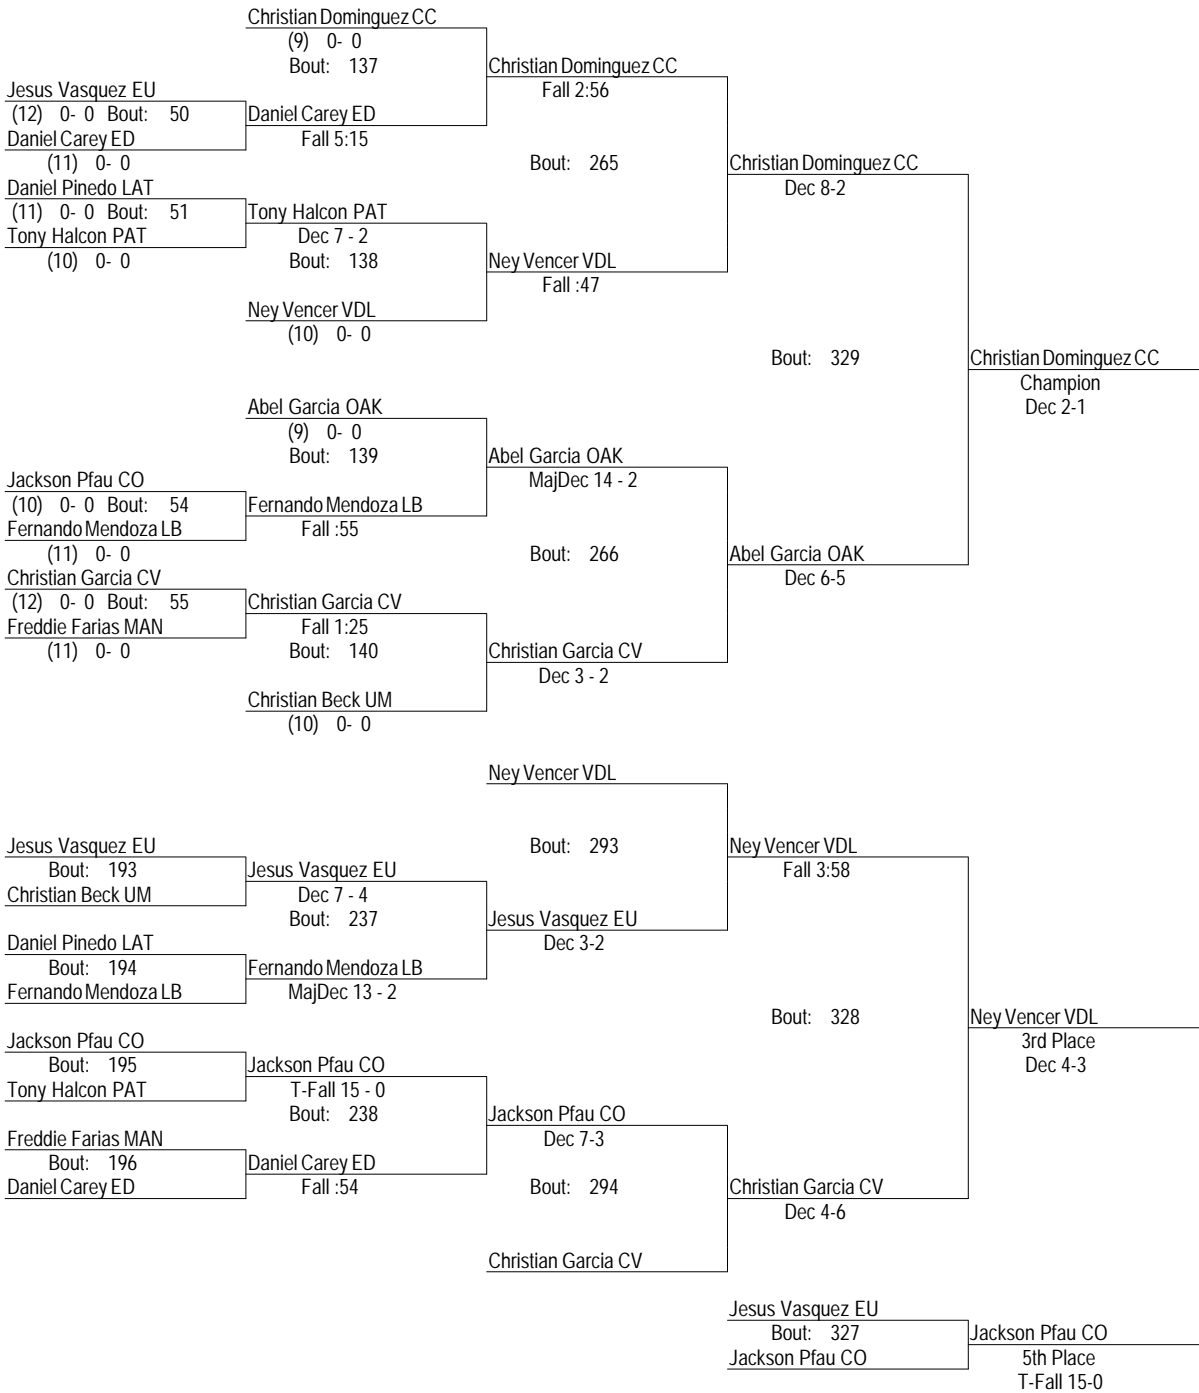 Christian Dominguez CC
(9) 0- 0
Bout: 137
Christian Dominguez CC
Fall 2:56
Jesus Vasquez EU
(12) 0- 0 Bout: 50
Daniel Carey ED
Daniel Carey ED
Fall 5:15
(11) 0- 0
Bout: 265
Christian Dominguez CC
Dec 8-2
Daniel Pinedo LAT
(11) 0- 0 Bout: 51
Tony Halcon PAT
Tony Halcon PAT
Dec 7 - 2
(10) 0- 0
Bout: 138
Ney Vencer VDL
Fall :47
Ney Vencer VDL
(10) 0- 0
Bout: 329
Christian Dominguez CC
Champion
Dec 2-1
Abel Garcia OAK
(9) 0- 0
Bout: 139
Abel Garcia OAK
MajDec 14 - 2
Jackson Pfau CO
(10) 0- 0 Bout: 54
Fernando Mendoza LB
Fernando Mendoza LB
Fall :55
(11) 0- 0
Bout: 266
Abel Garcia OAK
Dec 6-5
Christian Garcia CV
(12) 0- 0 Bout: 55
Christian Garcia CV
Freddie Farias MAN
Fall 1:25
(11) 0- 0
Bout: 140
Christian Garcia CV
Dec 3 - 2
Christian Beck UM
(10) 0- 0
Ney Vencer VDL
Jesus Vasquez EU
Bout: 293
Ney Vencer VDL
Bout: 193
Jesus Vasquez EU
Fall 3:58
Christian Beck UM
Dec 7 - 4
Bout: 237
Jesus Vasquez EU
Dec 3-2
Daniel Pinedo LAT
Bout: 194
Fernando Mendoza LB
Fernando Mendoza LB
MajDec 13 - 2
Bout: 328
Ney Vencer VDL
3rd Place
Dec 4-3
Jackson Pfau CO
Bout: 195
Jackson Pfau CO
Tony Halcon PAT
T-Fall 15 - 0
Bout: 238
Jackson Pfau CO
Dec 7-3
Freddie Farias MAN
Bout: 196
Daniel Carey ED
Daniel Carey ED
Fall :54
Bout: 294
Christian Garcia CV
Dec 4-6
Christian Garcia CV
Jesus Vasquez EU
Bout: 327
Jackson Pfau CO
Jackson Pfau CO
5th Place
T-Fall 15-0